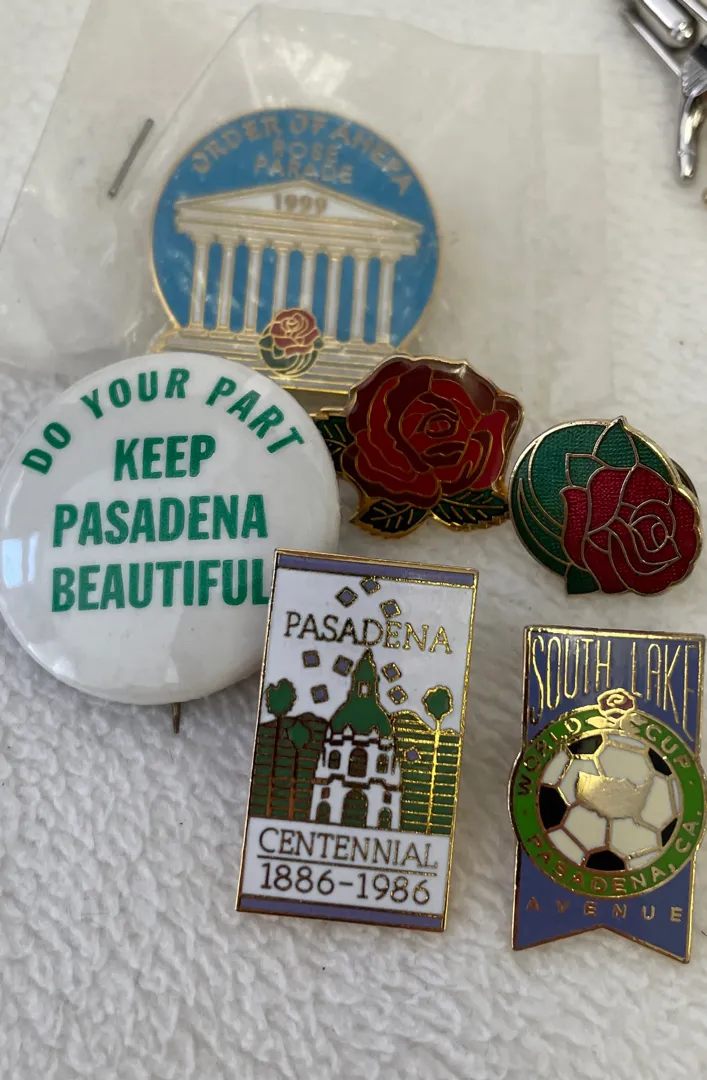 ORDER OF AHEPA
ROSE
PARADE
1999
DO YOUR PART
KEEP
PASADENA
BEAUTIFUL
PASADENA
CENTENNIAL
1886-1986
SOUTH LAKE
WORLD CUP
PASADENA, CA.
AVENUE